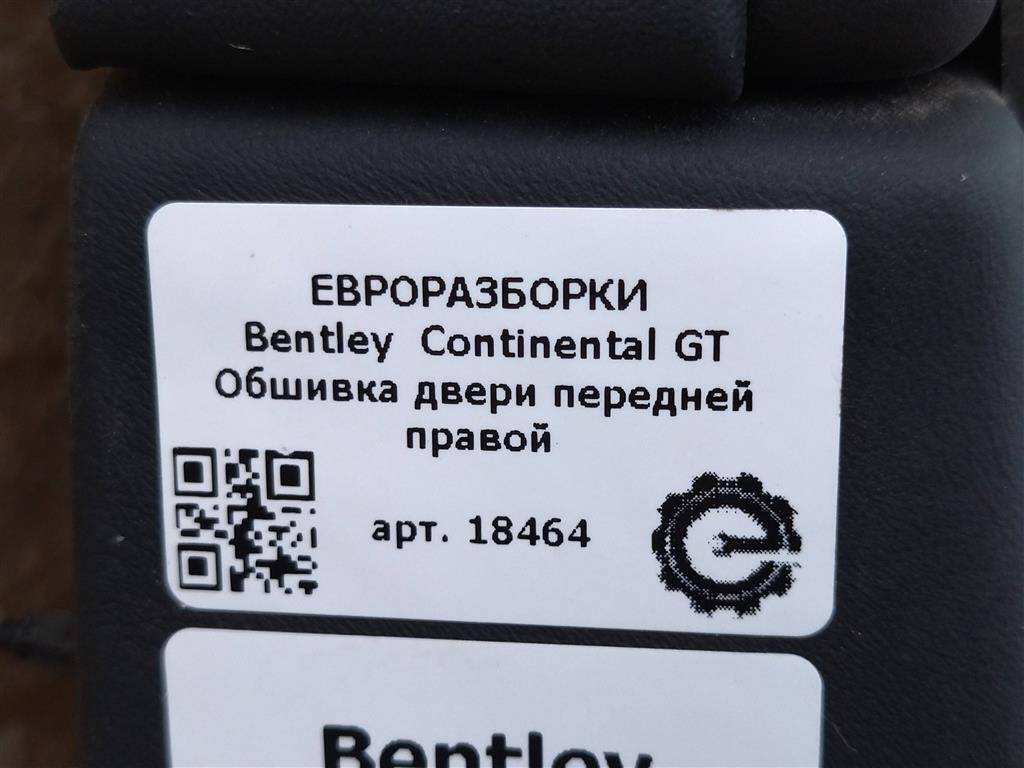 ЕВРОРАЗБОРКИ
Bentley Continental GT
Обшивка двери передней
правой
арт. 18464
Bentley